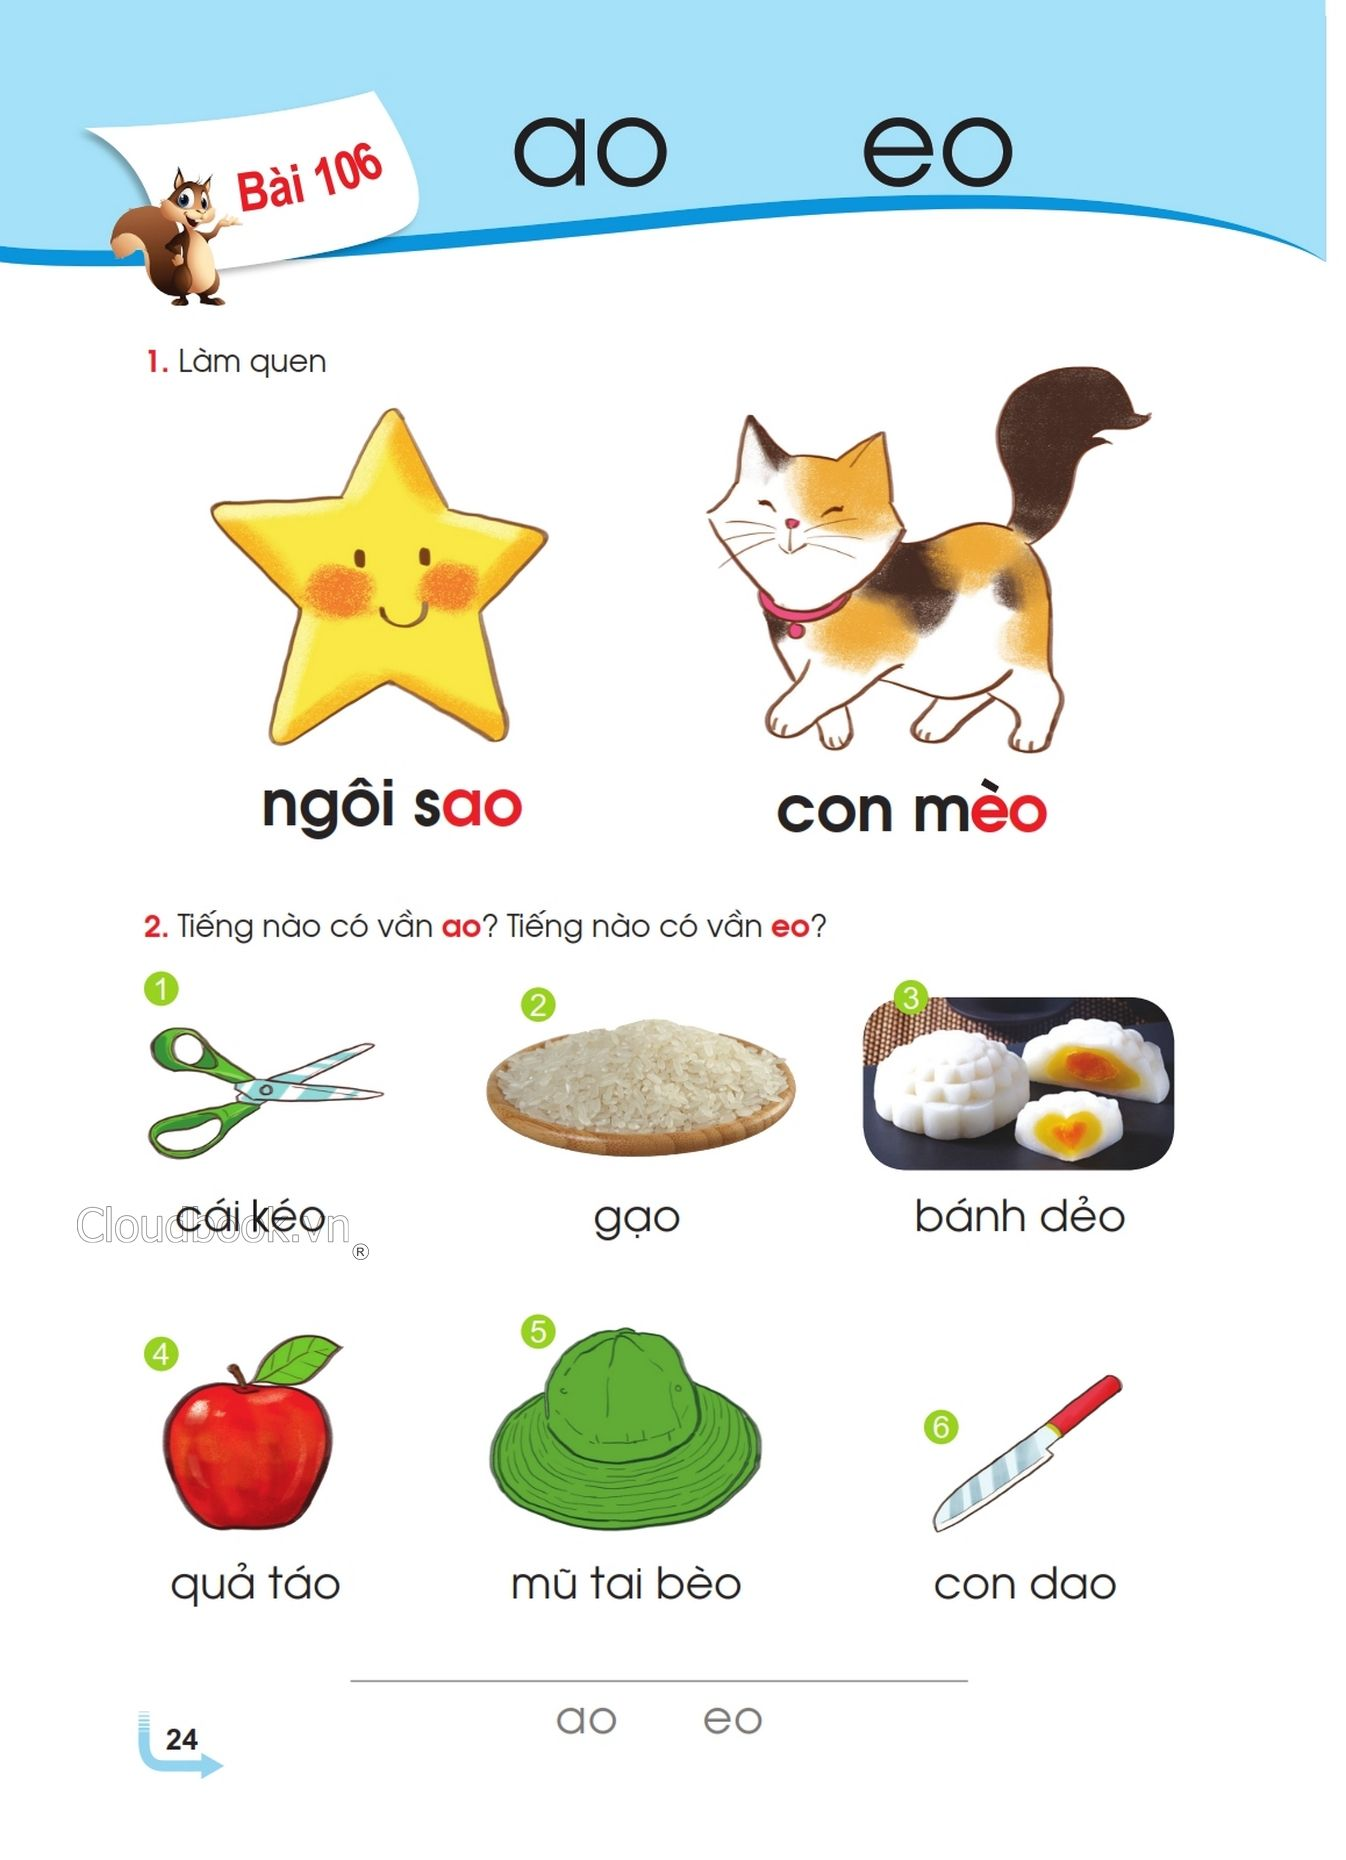 Bài 106
ao eo
1. Làm quen
ngôi sao
con mèo
2. Tiếng nào có vần ao? Tiếng nào có vần eo?
1
2
3
cái kéo
gạo
bánh dẻo
Cloudbook.vn ®
4
5
6
quả táo
mũ tai bèo
con dao
ao eo
24